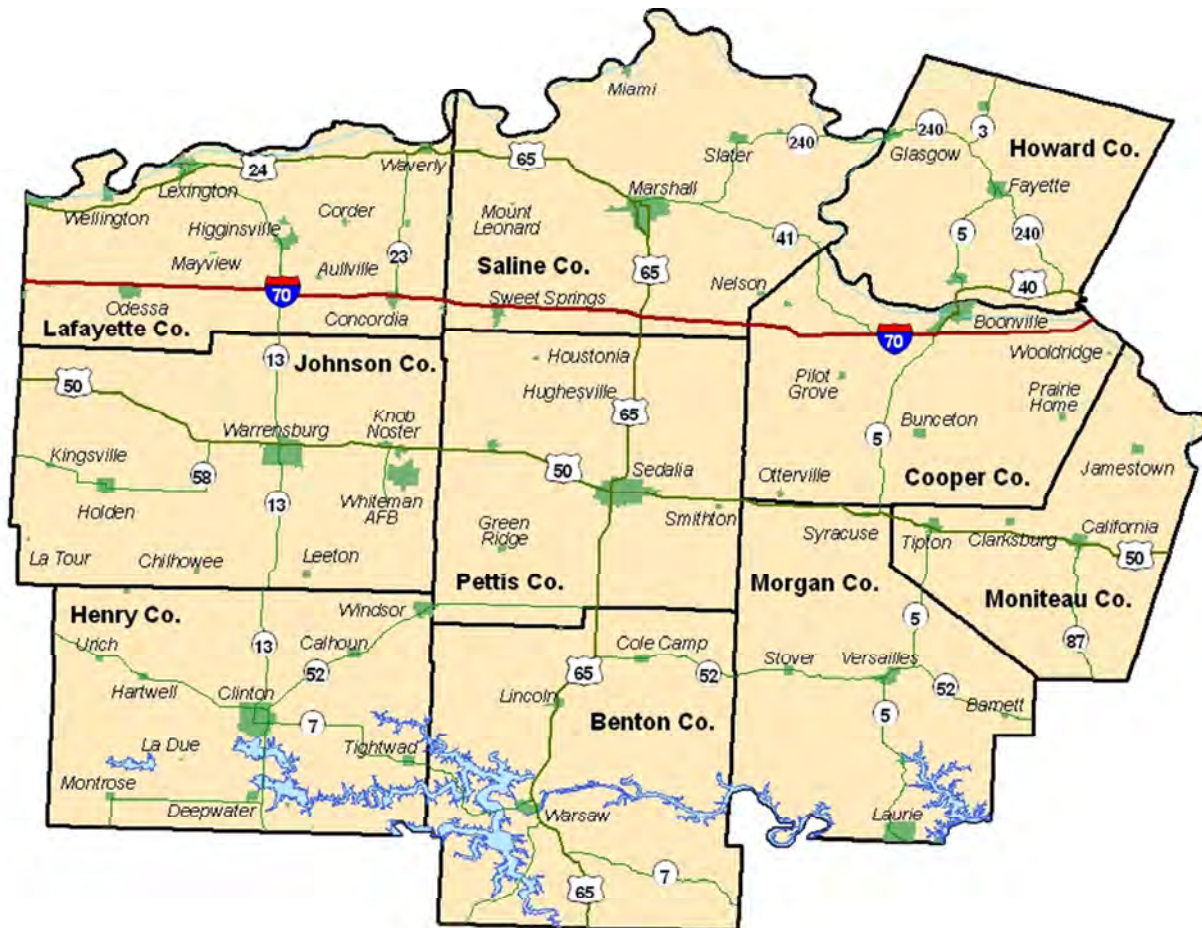 Miami
240
240
3
Howard Co.
Slater
Glasgow
Fayette
Waverly
65
24
Lexington
Marshall
Wellington
Corder
Mount
Leonard
Higginsville
41
5
240
Mayview
Aullville
23
Saline Co.
65
Nelson
40
70
Sweet Springs
Odessa
Concordia
Boonville
Lafayette Co.
70
Wooldridge
13
Johnson Co.
Houstonia
Pilot
Grove
50
Hughesville
Prairie
Home
65
Bunceton
Knob
Noster
Warrensburg
5
Kingsville
58
50
Sedalia
Otterville
Cooper Co.
Jamestown
Whiteman
AFB
13
Holden
Smithton
Green
Ridge
Syracuse
Tipton
Clarksburg
California
La Tour
Chilhowee
Leeton
50
Pettis Co.
Morgan Co.
Moniteau Co.
Henry Co.
Windsor
5
Urich
13
Calhoun
Cole Camp
87
52
65
52
Stover
Versailles
Hartwell
Clinton
Lincoln
52
Barnett
7
Benton Co.
5
La Due
Tightwad
Montrose
Deepwater
Warsaw
Laurie
7
65